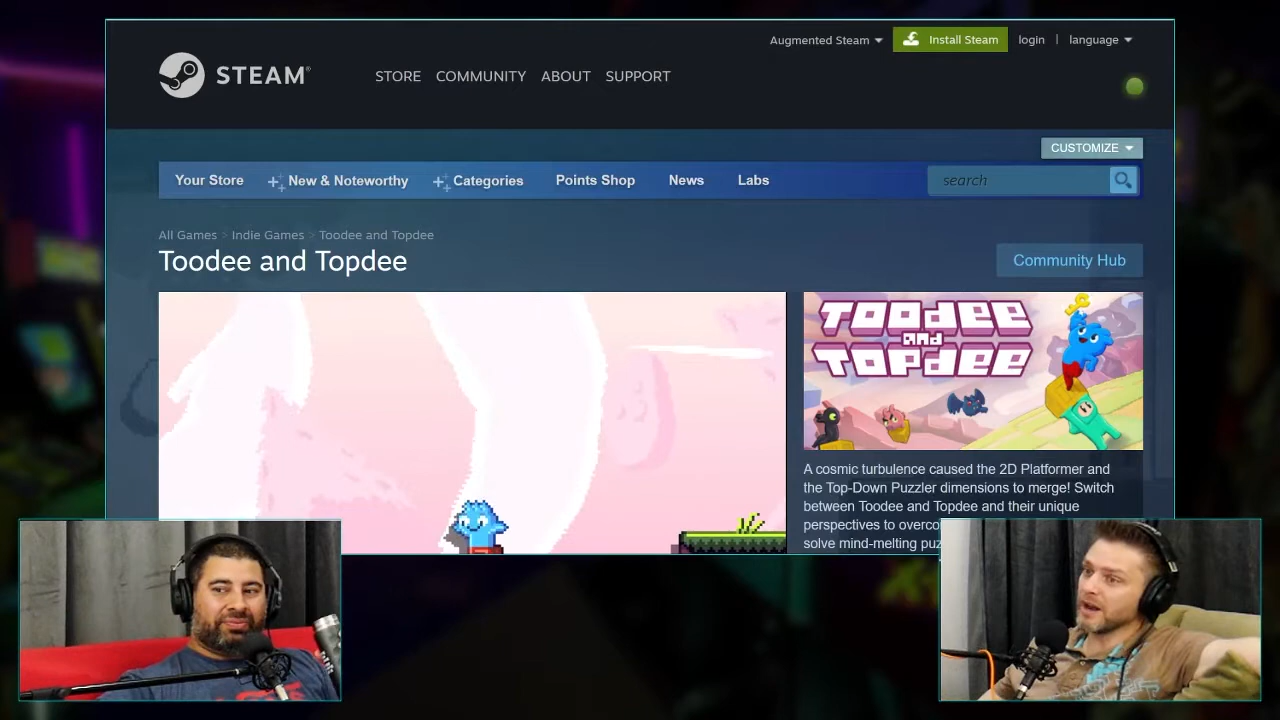 Augmented Steam
Install Steam
login | language
STEAM®
STORE COMMUNITY ABOUT SUPPORT
CUSTOMIZE
Your Store New & Noteworthy Categories Points Shop News Labs
search
All Games > Indie Games > Toodee and Topdee
Toodee and Topdee
Community Hub
TOODEE
and
TOPDEE
A cosmic turbulence caused the 2D Platformer and
the Top-Down Puzzler dimensions to merge! Switch
between Toodee and Topdee and their unique
perspectives to overco
solve mind-melting puz